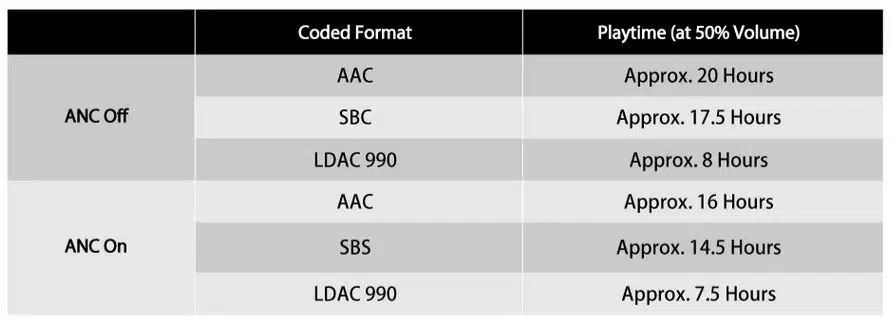 Coded Format Playtime (at 50% Volume)
ANC Off
AAC Approx. 20 Hours
SBC Approx. 17.5 Hours
LDAC 990 Approx. 8 Hours
ANC On
AAC Approx. 16 Hours
SBS Approx. 14.5 Hours
LDAC 990 Approx. 7.5 Hours